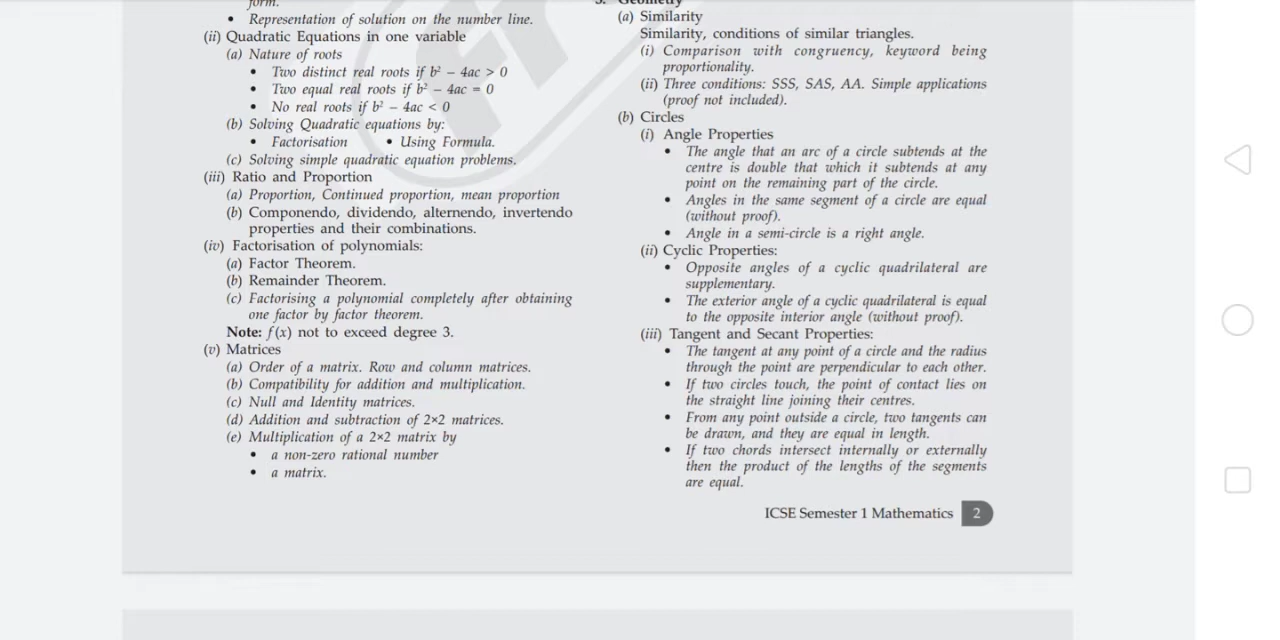 form.
• Representation of solution on the number line.
(ii) Quadratic Equations in one variable
(a) Nature of roots
• Two distinct real roots if b² – 4ac > 0
• Two equal real roots if b² – 4ac = 0
• No real roots if b² – 4ac < 0
(b) Solving Quadratic equations by:
• Factorisation • Using Formula.
(c) Solving simple quadratic equation problems.
(iii) Ratio and Proportion
(a) Proportion, Continued proportion, mean proportion
(b) Componendo, dividendo, alternendo, invertendo
properties and their combinations.
(iv) Factorisation of polynomials:
(a) Factor Theorem.
(b) Remainder Theorem.
(c) Factorising a polynomial completely after obtaining
one factor by factor theorem.
Note: f(x) not to exceed degree 3.
(v) Matrices
(a) Order of a matrix. Row and column matrices.
(b) Compatibility for addition and multiplication.
(c) Null and Identity matrices.
(d) Addition and subtraction of 2×2 matrices.
(e) Multiplication of a 2×2 matrix by
• a non-zero rational number
• a matrix.
3. Geometry
(a) Similarity
Similarity, conditions of similar triangles.
(i) Comparison with congruency, keyword being
proportionality.
(ii) Three conditions: SSS, SAS, AA. Simple applications
(proof not included).
(b) Circles
(i) Angle Properties
• The angle that an arc of a circle subtends at the
centre is double that which it subtends at any
point on the remaining part of the circle.
• Angles in the same segment of a circle are equal
(without proof).
• Angle in a semi-circle is a right angle.
(ii) Cyclic Properties:
• Opposite angles of a cyclic quadrilateral are
supplementary.
• The exterior angle of a cyclic quadrilateral is equal
to the opposite interior angle (without proof).
(iii) Tangent and Secant Properties:
• The tangent at any point of a circle and the radius
through the point are perpendicular to each other.
• If two circles touch, the point of contact lies on
the straight line joining their centres.
• From any point outside a circle, two tangents can
be drawn, and they are equal in length.
• If two chords intersect internally or externally
then the product of the lengths of the segments
are equal.
ICSE Semester 1 Mathematics 2